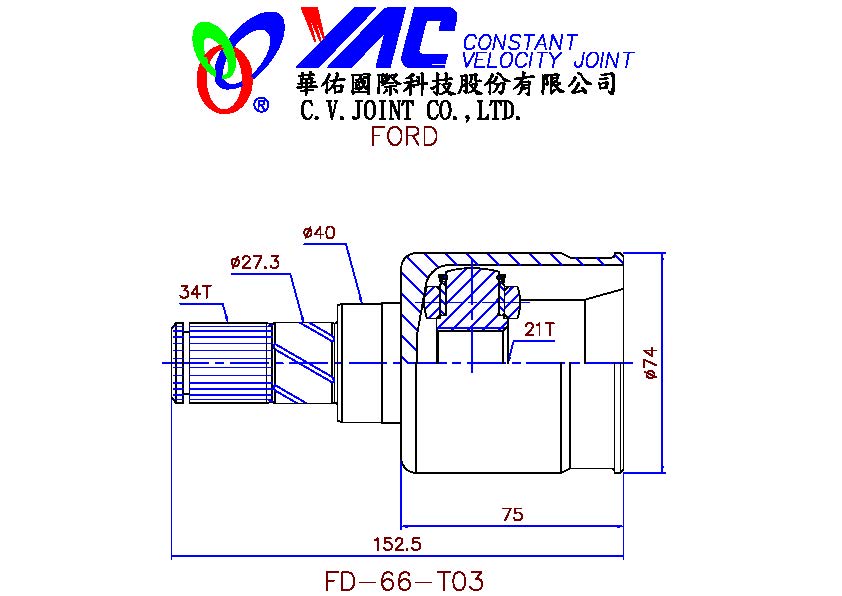 YAC CONSTANT
VELOCITY JOINT
®
華佑國際科技股份有限公司
C.V.JOINT CO.,LTD.
FORD
ø40
ø27.3
34T
21T
ø74
75
152.5
FD-66-T03